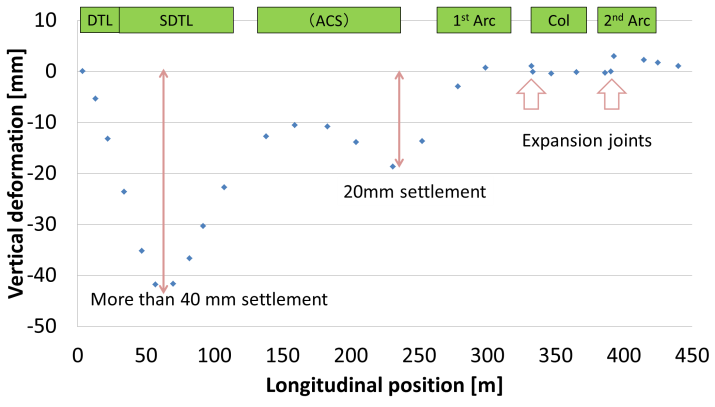 DTL SDTL （ACS） 1st Arc Col 2nd Arc
10
0
-10
-20
-30
-40
-50
Vertical deformation [mm]
Expansion joints
20mm settlement
More than 40 mm settlement
0 50 100 150 200 250 300 350 400 450
Longitudinal position [m]